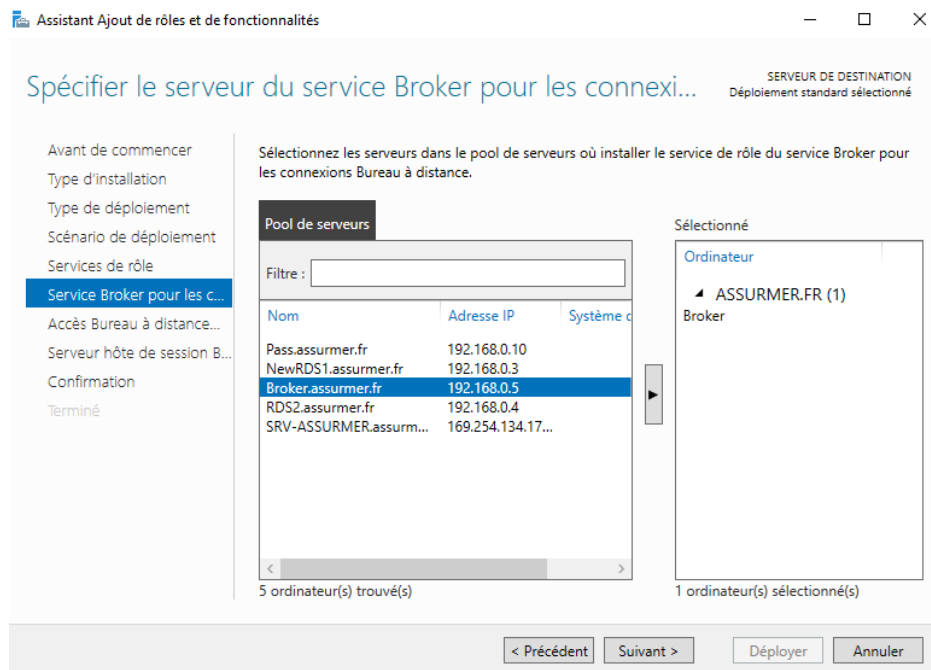 Assistant Ajout de rôles et de fonctionnalités
Spécifier le serveur du service Broker pour les connexi...
SERVEUR DE DESTINATION
Déploiement standard sélectionné
Avant de commencer
Type d'installation
Type de déploiement
Scénario de déploiement
Services de rôle
Service Broker pour les c...
Accès Bureau à distance...
Serveur hôte de session B...
Confirmation
Terminé
Sélectionnez les serveurs dans le pool de serveurs où installer le service de rôle du service Broker pour
les connexions Bureau à distance.
Pool de serveurs
Filtre :
Nom Adresse IP Système c
Pass.assurmer.fr 192.168.0.10
NewRDS1.assurmer.fr 192.168.0.3
Broker.assurmer.fr 192.168.0.5
RDS2.assurmer.fr 192.168.0.4
SRV-ASSURMER.assurm... 169.254.134.17...
5 ordinateur(s) trouvé(s)
Sélectionné
Ordinateur
ASSURMER.FR (1)
Broker
1 ordinateur(s) sélectionné(s)
< Précédent Suivant > Déployer Annuler